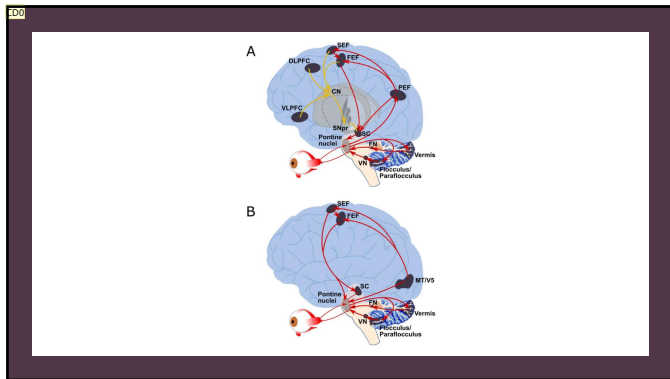 CD0
A
SEF
FEF
DLPFC
CN
PEF
VLPFC
SNpr
SC
Pontine
nuclei
FN
Vermis
VN
Flocculus/
Paraflocculus
B
SEF
FEF
MT/V5
SC
Pontine
nuclei
FN
Vermis
VN
Flocculus/
Paraflocculus